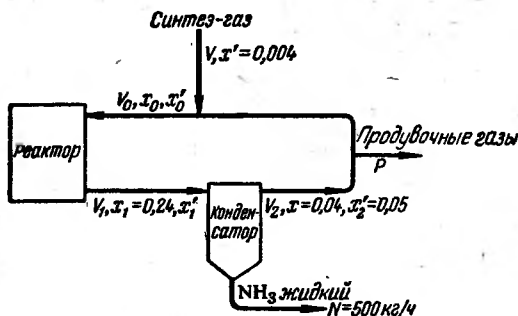 Синтез-газ
V, x' = 0,004
V₀, x₀, x₀'
Продувочные газы
P
Реактор
V₁, x₁ = 0,24, x₁'
V₂, x = 0,04, x₂' = 0,05
Конден-
сатор
NH₃ жидкий
N = 500 кг/ч